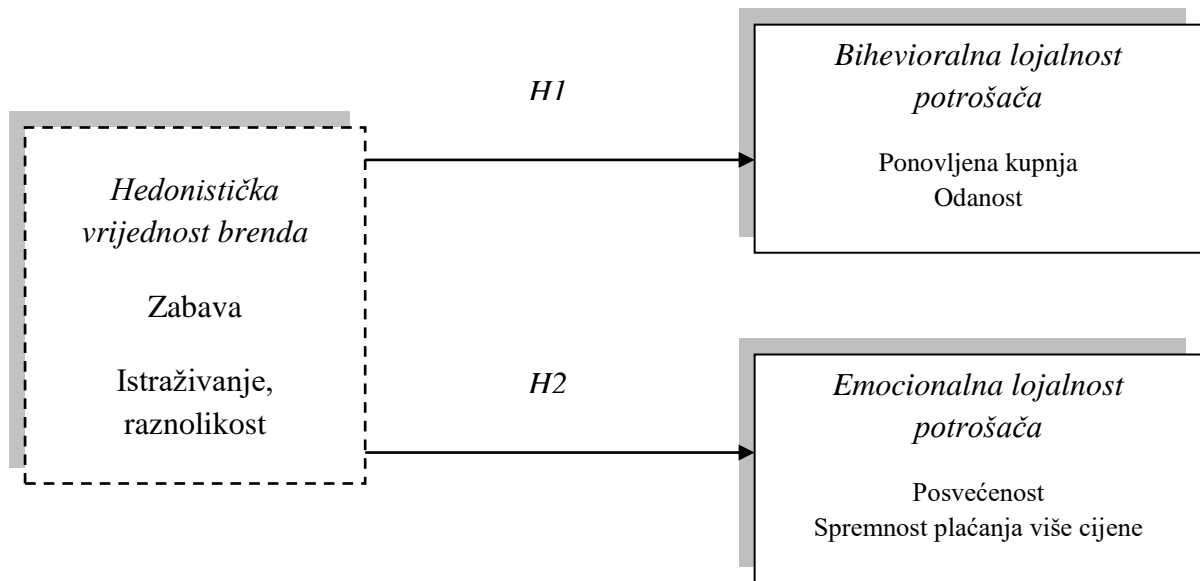 Hedonistička
vrijednost brenda
Zabava
Istraživanje,
raznolikost
H1
Bihevioralna lojalnost
potrošača
Ponovljena kupnja
Odanost
H2
Emocionalna lojalnost
potrošača
Posvećenost
Spremnost plaćanja više cijene